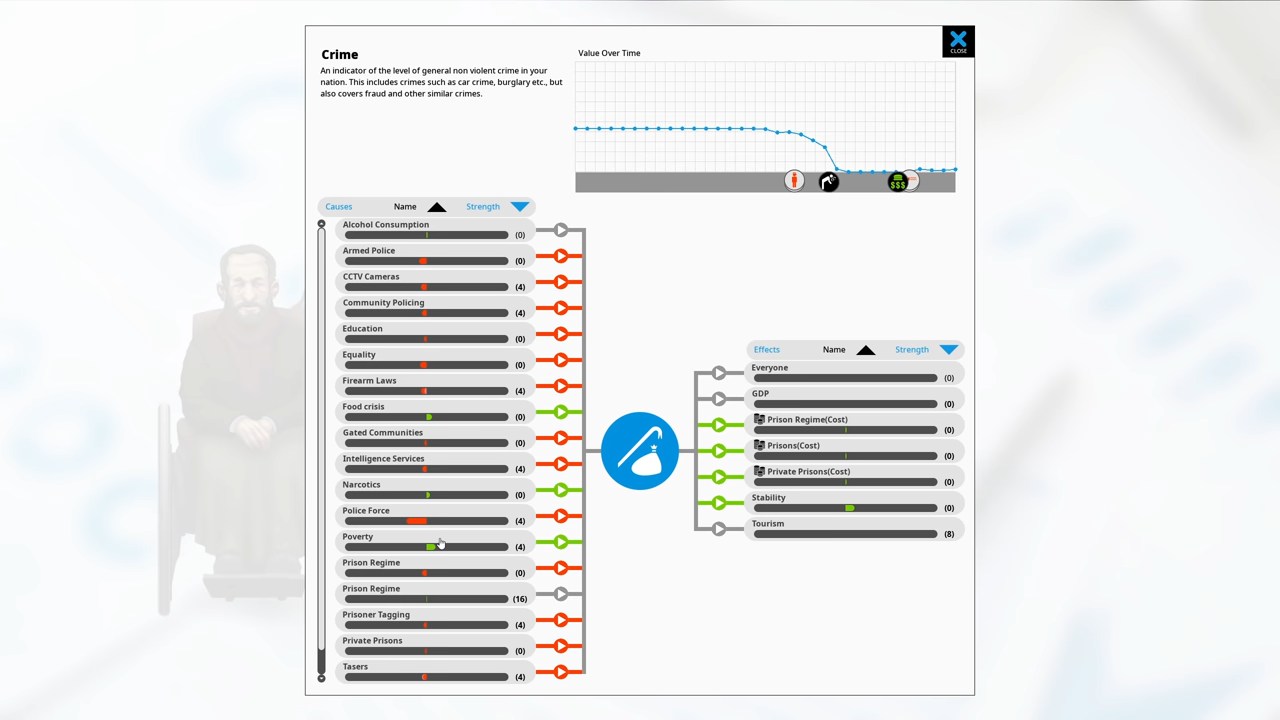 Crime
An indicator of the level of general non violent crime in your
nation. This includes crimes such as car crime, burglary etc., but
also covers fraud and other similar crimes.
Value Over Time
CLOSE
$$$
Causes Name Strength
Alcohol Consumption
(0)
Armed Police
(0)
CCTV Cameras
(4)
Community Policing
(4)
Education
(0)
Equality
(0)
Firearm Laws
(4)
Food crisis
(0)
Gated Communities
(0)
Intelligence Services
(4)
Narcotics
(0)
Police Force
(4)
Poverty
(4)
Prison Regime
(0)
Prison Regime
(16)
Prisoner Tagging
(4)
Private Prisons
(0)
Tasers
(4)
Effects Name Strength
Everyone
(0)
GDP
(0)
Prison Regime(Cost)
(0)
Prisons(Cost)
(0)
Private Prisons(Cost)
(0)
Stability
(0)
Tourism
(8)